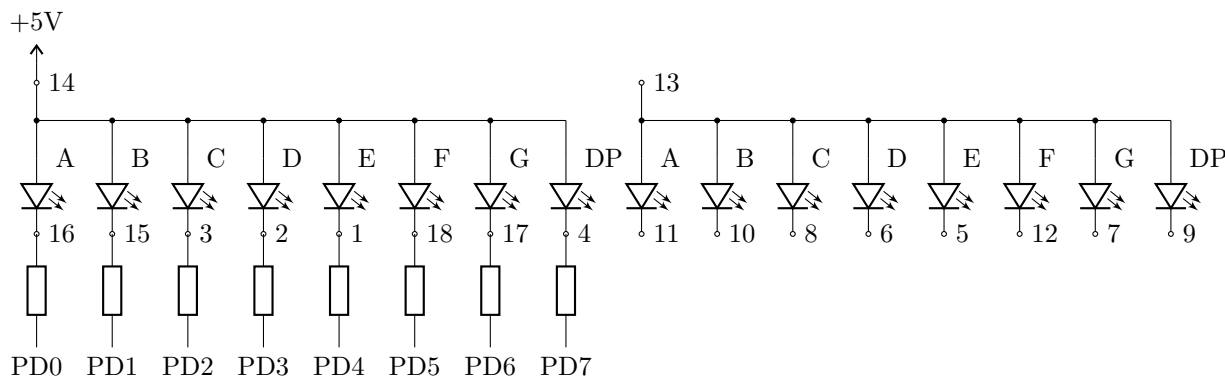 +5V
14 13
A B C D E F G DP A B C D E F G DP
16 15 3 2 1 18 17 4 11 10 8 6 5 12 7 9
PD0 PD1 PD2 PD3 PD4 PD5 PD6 PD7